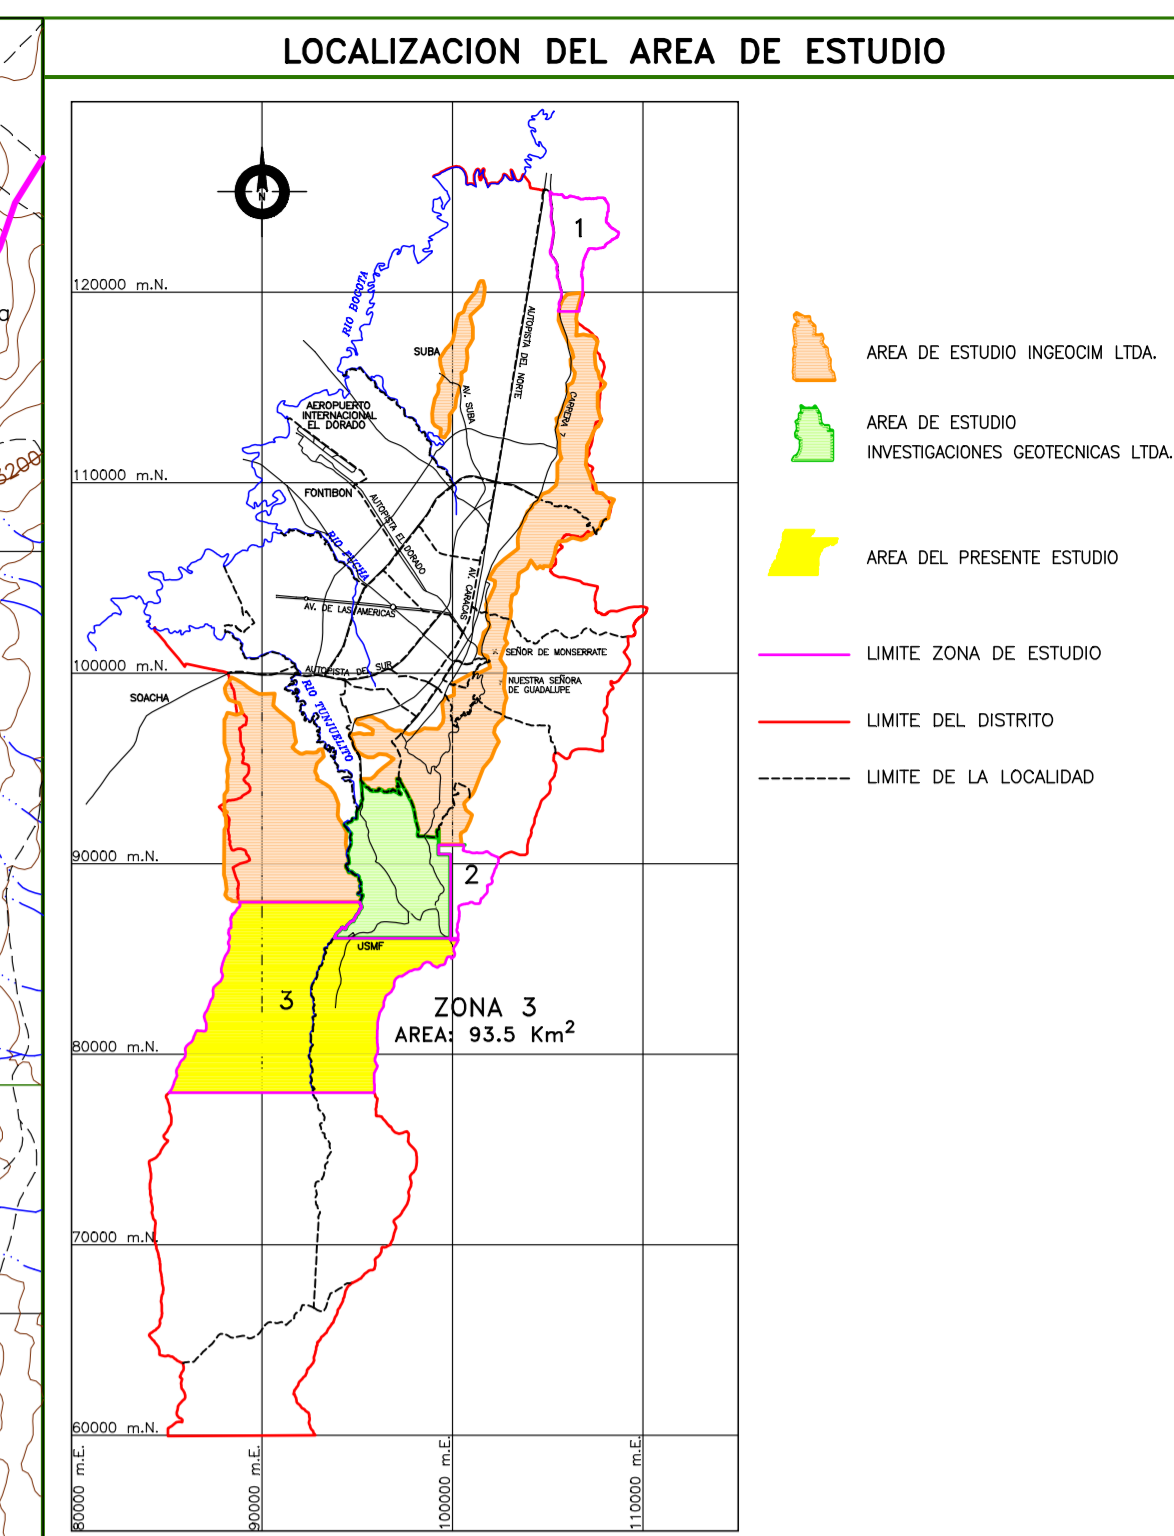 LOCALIZACION DEL AREA DE ESTUDIO
N
1
120000 m.N.
RIO BOGOTA
AUTOPISTA DEL NORTE
SUBA
AV. SUBA
CARRERA 7
AEROPUERTO
INTERNACIONAL
EL DORADO
110000 m.N.
FONTIBON
AUTOPISTA EL DORADO
RIO FUCHA
AV. CARACAS
AV. DE LAS AMERICAS
SEÑOR DE MONSERRATE
100000 m.N.
AUTOPISTA DEL SUR
NUESTRA SEÑORA
DE GUADALUPE
SOACHA
RIO TUNJUELITO
90000 m.N.
2
USMF
3
ZONA 3
AREA: 93.5 Km²
80000 m.N.
70000 m.N.
60000 m.N.
80000 m.E.
90000 m.E.
100000 m.E.
110000 m.E.
AREA DE ESTUDIO INGEOCIM LTDA.
AREA DE ESTUDIO
INVESTIGACIONES GEOTECNICAS LTDA.
AREA DEL PRESENTE ESTUDIO
LIMITE ZONA DE ESTUDIO
LIMITE DEL DISTRITO
LIMITE DE LA LOCALIDAD
3200
a